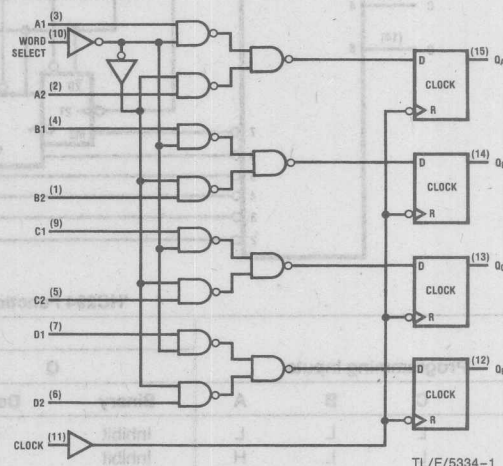 A1 (3)
WORD (10)
SELECT
A2 (2)
B1 (4)
B2 (1)
C1 (9)
C2 (5)
D1 (7)
D2 (6)
CLOCK (11)
D
CLOCK
R
(15)
D
CLOCK
R
(14)
D
CLOCK
R
(13)
D
CLOCK
R
(12)
TL/F/5334-1